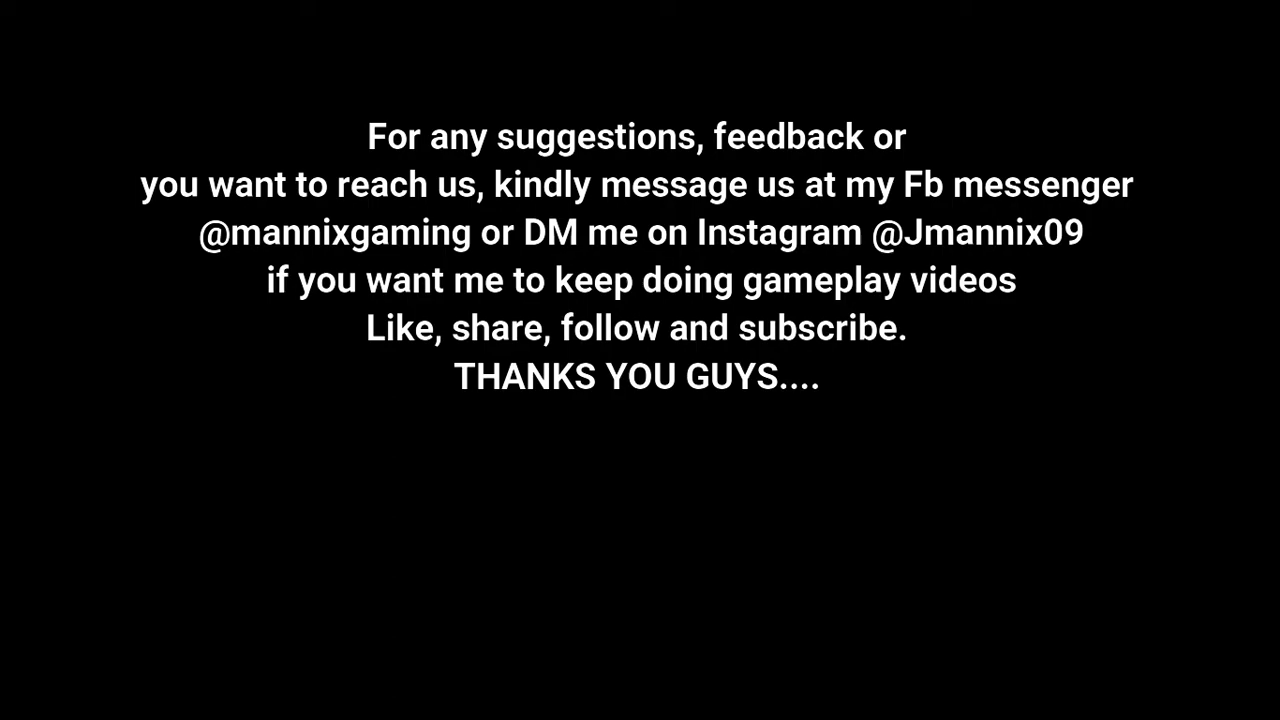 For any suggestions, feedback or
you want to reach us, kindly message us at my Fb messenger
@mannixgaming or DM me on Instagram @Jmannix09
if you want me to keep doing gameplay videos
Like, share, follow and subscribe.
THANKS YOU GUYS....